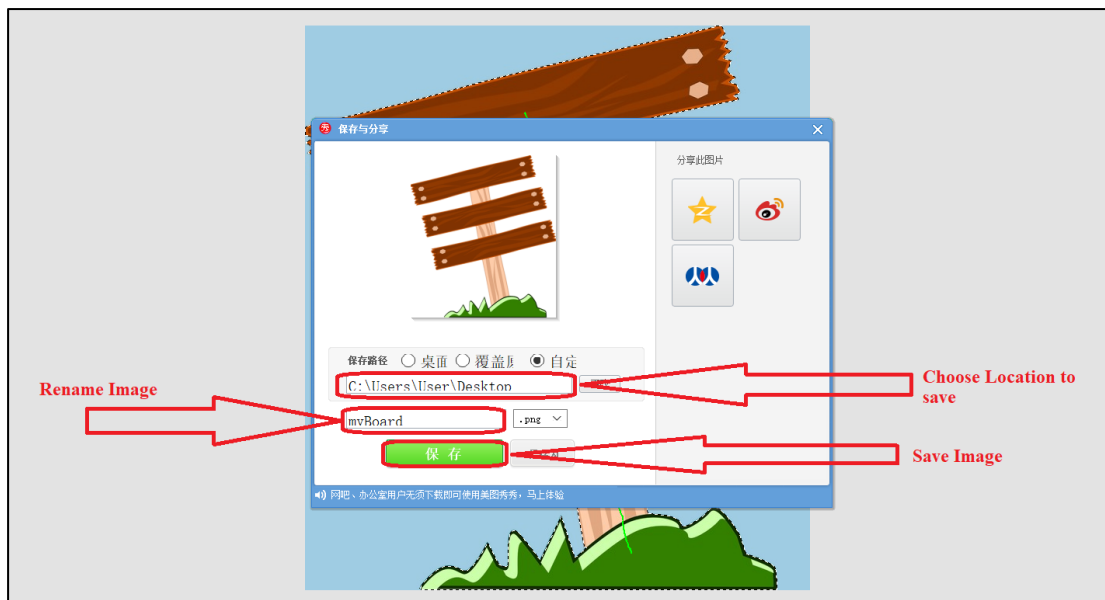 保存与分享
分享此图片
保存路径 桌面 覆盖 自定
C:\Users\User\Desktop
Rename Image
Choose Location to
save
myBoard
.png
保存
Save Image
网吧、办公室用户无须下载即可使用美图秀秀，马上体验